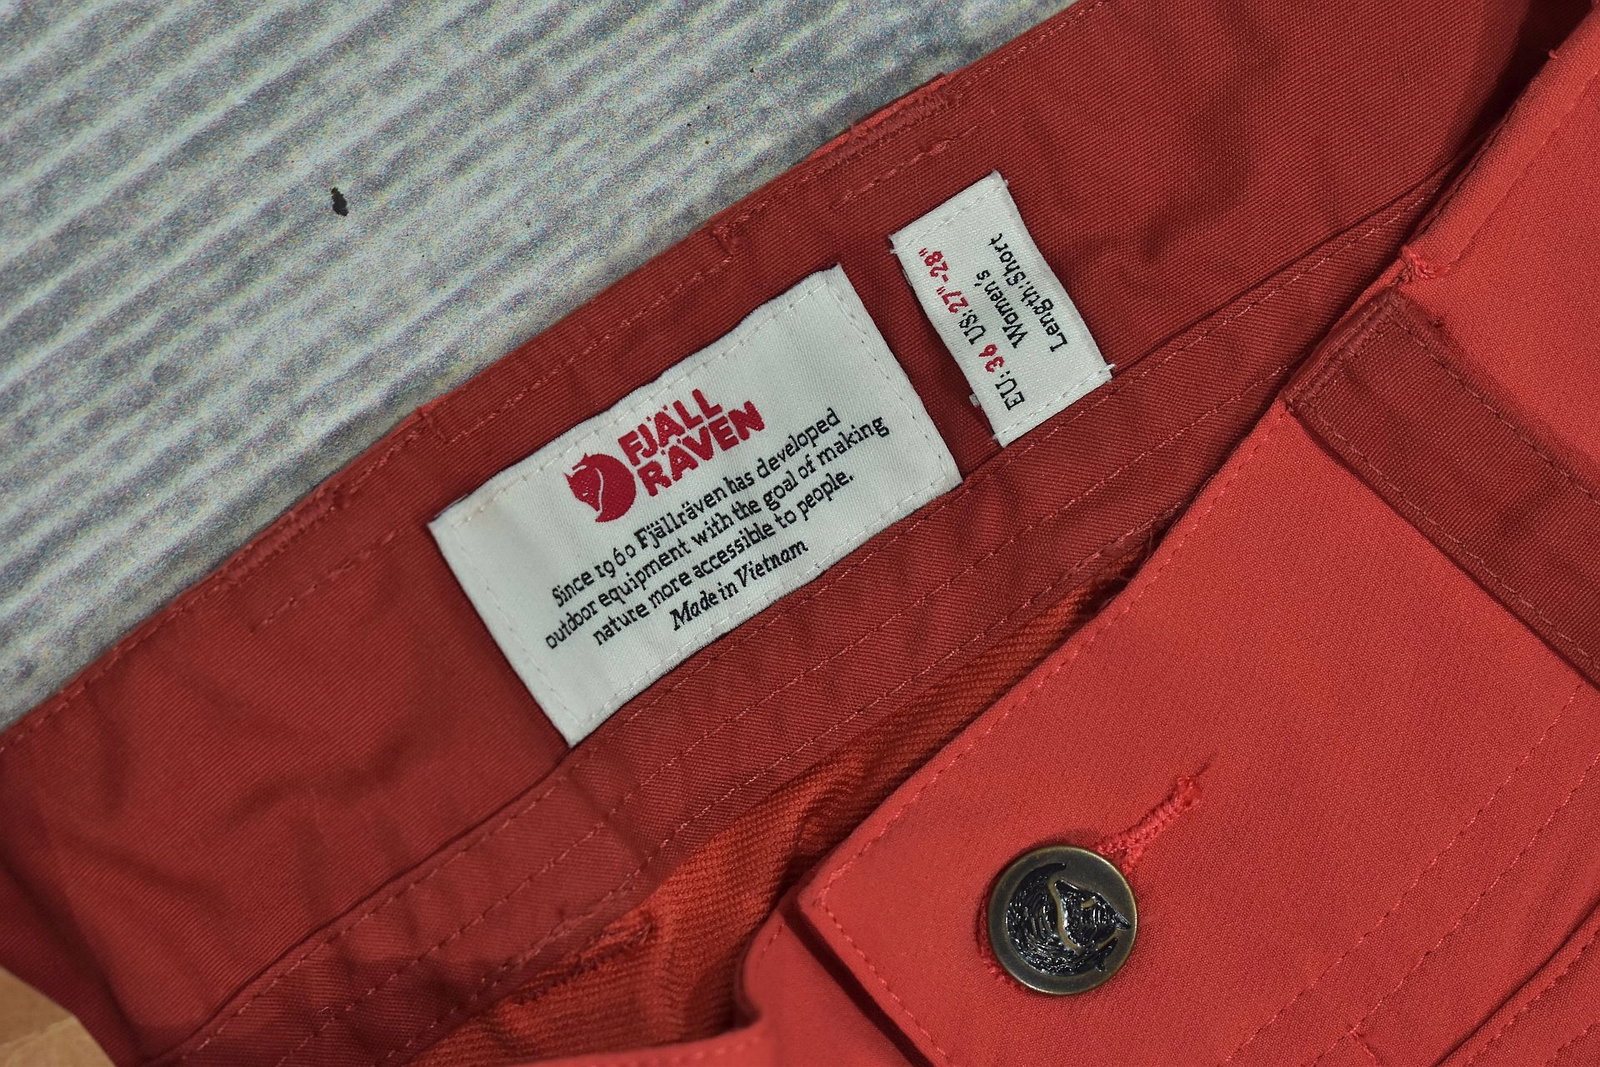 FJÄLL
RÄVEN
Since 1960 Fjällräven has developed
outdoor equipment with the goal of making
nature more accessible to people.
Made in Vietnam
EU: 36 US: 27"-28"
Women's
Length: Short